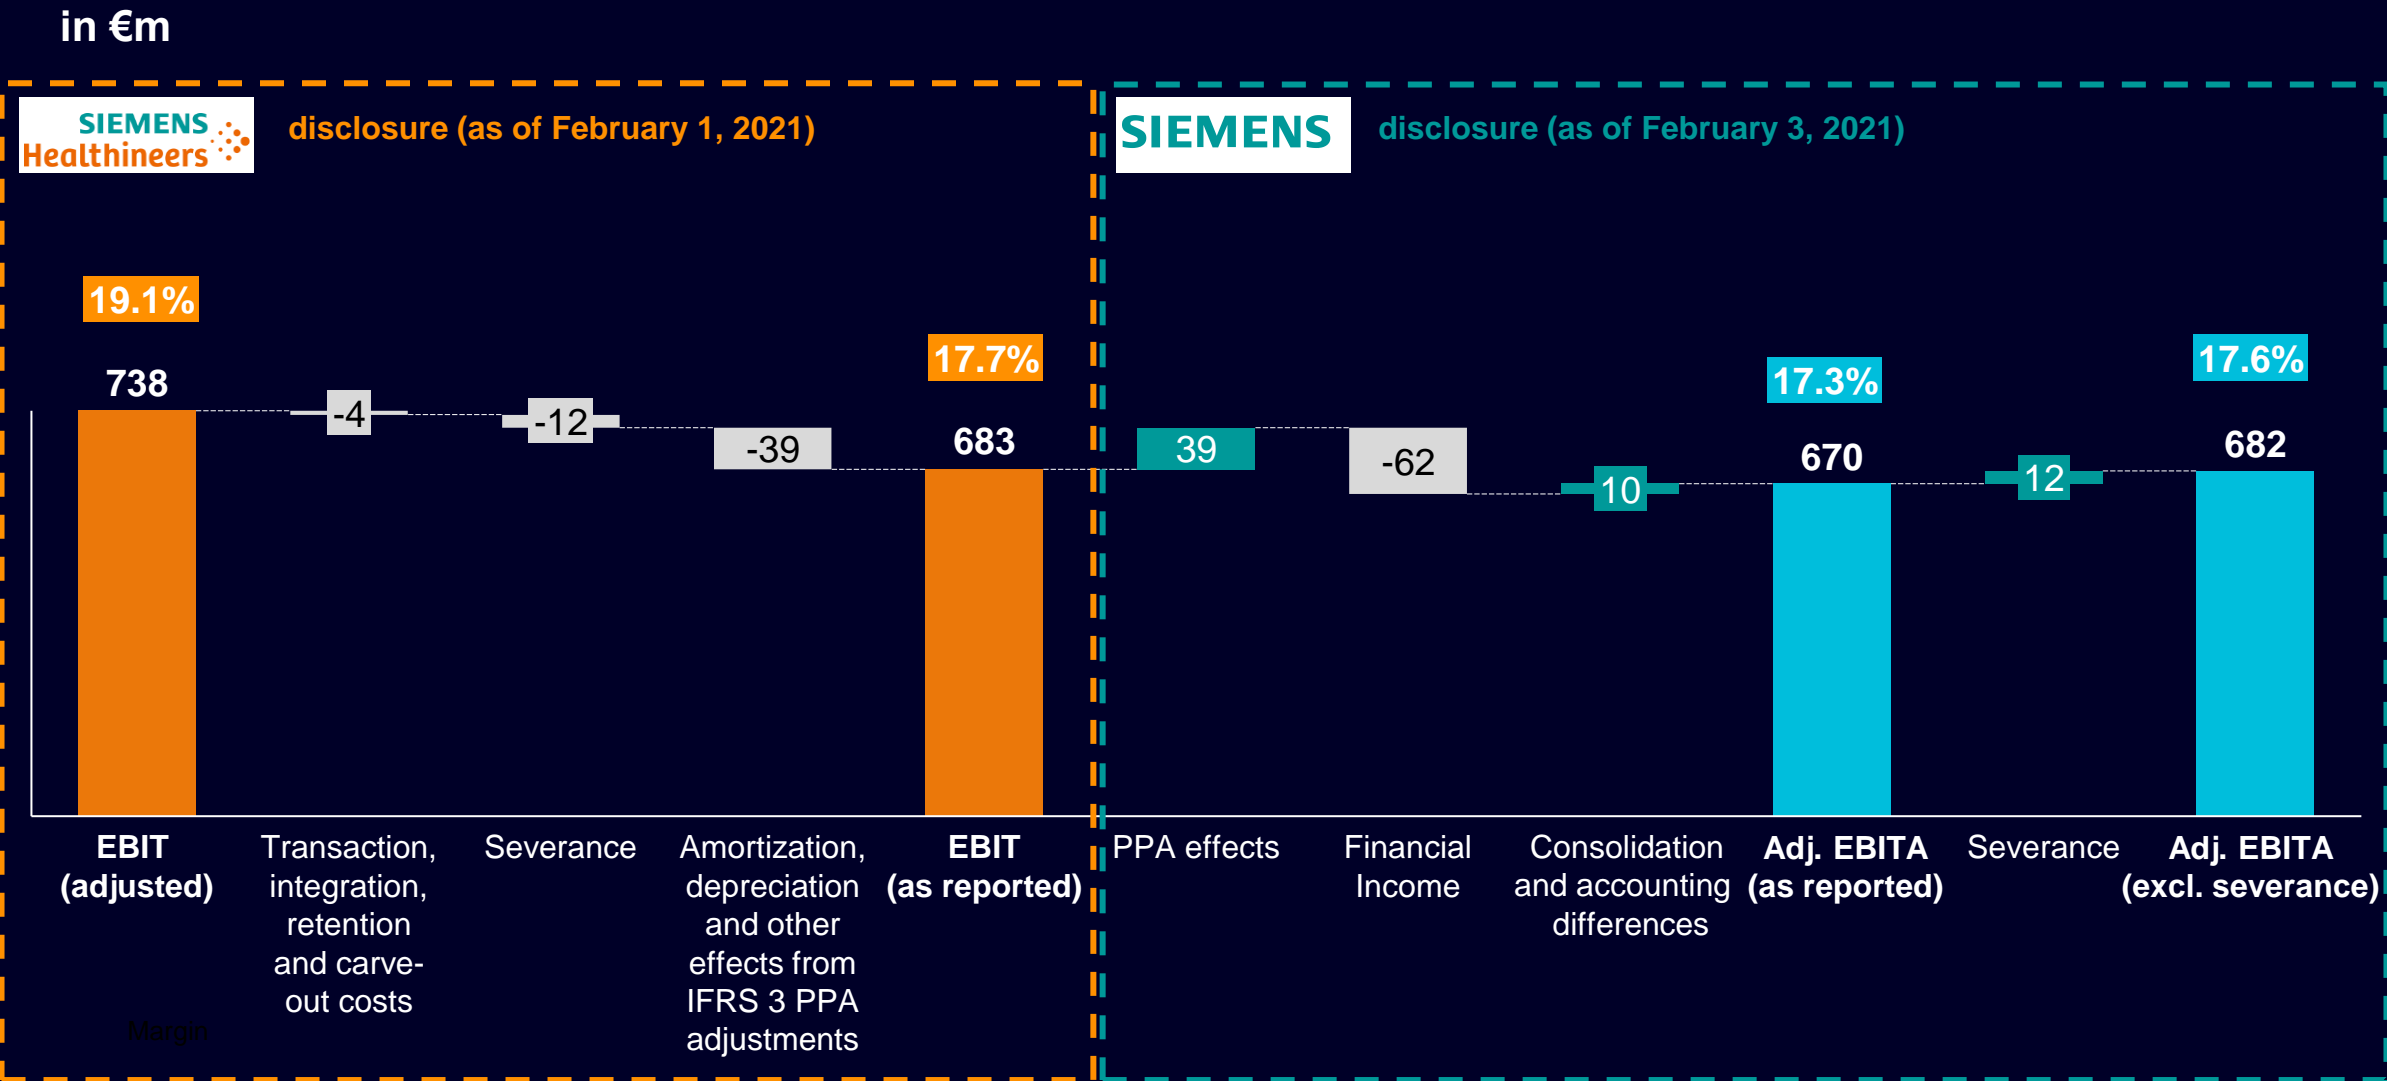 in €m
SIEMENS
Healthineers
disclosure (as of February 1, 2021)
SIEMENS
disclosure (as of February 3, 2021)
19.1%
738
-4
-12
-39
17.7%
683
39
-62
10
17.3%
670
12
17.6%
682
EBIT
(adjusted)
Transaction,
integration,
retention
and carve-
out costs
Severance
Amortization,
depreciation
and other
effects from
IFRS 3 PPA
adjustments
EBIT
(as reported)
PPA effects
Financial
Income
Consolidation
and accounting
differences
Adj. EBITA
(as reported)
Severance
Adj. EBITA
(excl. severance)
Margin